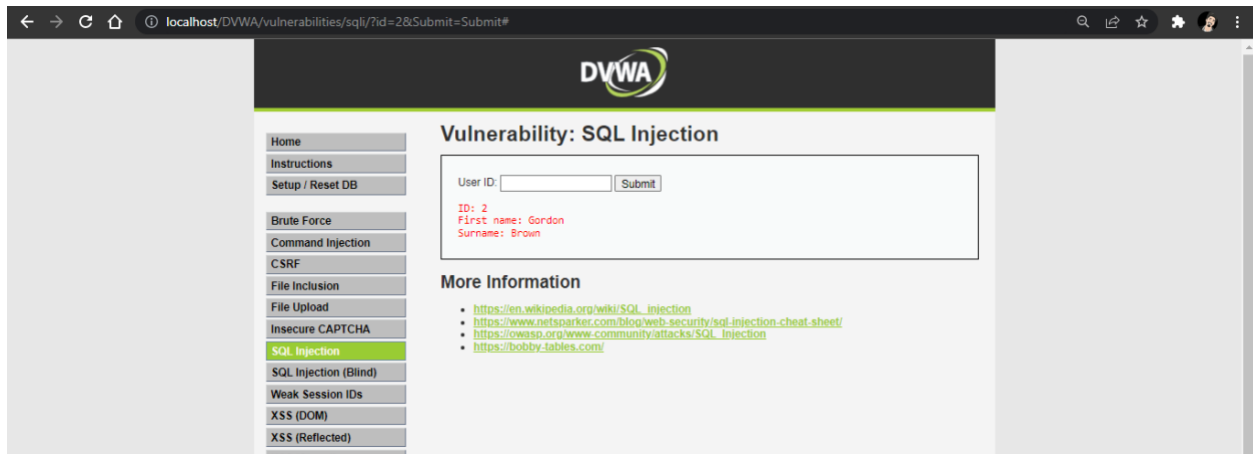 localhost/DVWA/vulnerabilities/sqli/?id=2&Submit=Submit#
DVWA
Home
Instructions
Setup / Reset DB
Brute Force
Command Injection
CSRF
File Inclusion
File Upload
Insecure CAPTCHA
SQL Injection
SQL Injection (Blind)
Weak Session IDs
XSS (DOM)
XSS (Reflected)
Vulnerability: SQL Injection
User ID: Submit
ID: 2
First name: Gordon
Surname: Brown
More Information
https://en.wikipedia.org/wiki/SQL_injection
https://www.netsparker.com/blog/web-security/sql-injection-cheat-sheet/
https://owasp.org/www-community/attacks/SQL_Injection
https://bobby-tables.com/